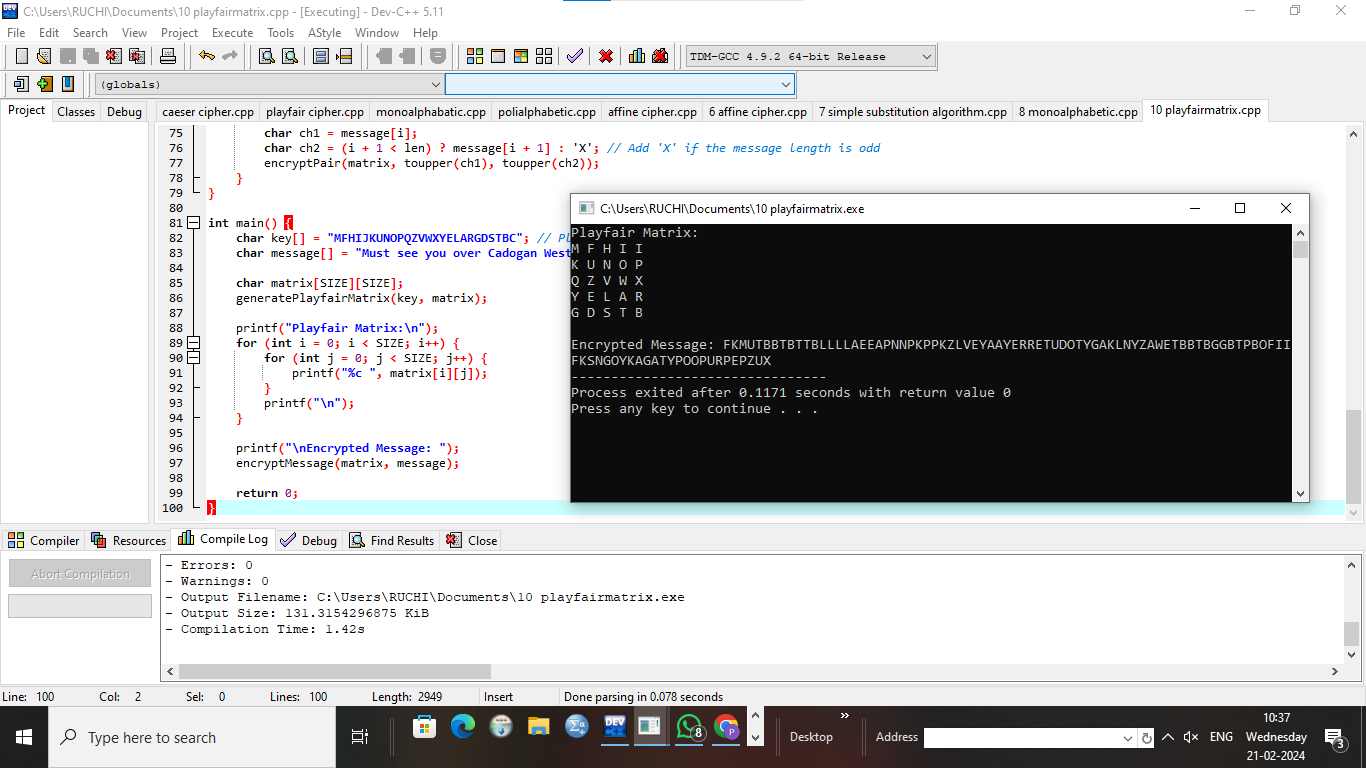 C:\Users\RUCHI\Documents\10 playfairmatrix.cpp - [Executing] - Dev-C++ 5.11
File Edit Search View Project Execute Tools AStyle Window Help
TDM-GCC 4.9.2 64-bit Release
(globals)
Project Classes Debug
caeser cipher.cpp playfair cipher.cpp monoalphabatic.cpp polialphabetic.cpp affine cipher.cpp 6 affine cipher.cpp 7 simple substitution algorithm.cpp 8 monoalphabetic.cpp 10 playfairmatrix.cpp
75 char ch1 = message[i];
76 char ch2 = (i + 1 < len) ? message[i + 1] : 'X'; // Add 'X' if the message length is odd
77 encryptPair(matrix, toupper(ch1), toupper(ch2));
78 }
79 }
80
81 int main() {
82 char key[] = "MFHIJKUNOPQZVWXYELARGDSTBC"; // Pl
83 char message[] = "Must see you over Cadogan West
84
85 char matrix[SIZE][SIZE];
86 generatePlayfairMatrix(key, matrix);
87
88 printf("Playfair Matrix:\n");
89 for (int i = 0; i < SIZE; i++) {
90 for (int j = 0; j < SIZE; j++) {
91 printf("%c ", matrix[i][j]);
92 }
93 printf("\n");
94 }
95
96 printf("\nEncrypted Message: ");
97 encryptMessage(matrix, message);
98
99 return 0;
100 }
C:\Users\RUCHI\Documents\10 playfairmatrix.exe
Playfair Matrix:
M F H I I
K U N O P
Q Z V W X
Y E L A R
G D S T B
Encrypted Message: FKMUTBBTBTTBLLLLAEEAPNNPKPPKZLVEYAAYERRETUDOTYGAKLNYZAWETBBTBGGBTPBOFII
FKSNGOYKAGATYPOOPURPEPZUX
--------------------------------
Process exited after 0.1171 seconds with return value 0
Press any key to continue . . .
Compiler Resources Compile Log Debug Find Results Close
Abort Compilation
- Errors: 0
- Warnings: 0
- Output Filename: C:\Users\RUCHI\Documents\10 playfairmatrix.exe
- Output Size: 131.3154296875 KiB
- Compilation Time: 1.42s
Line: 100 Col: 2 Sel: 0 Lines: 100 Length: 2949 Insert Done parsing in 0.078 seconds
Type here to search
DEV
8
P
Desktop
Address
ENG
10:37
Wednesday
21-02-2024
3